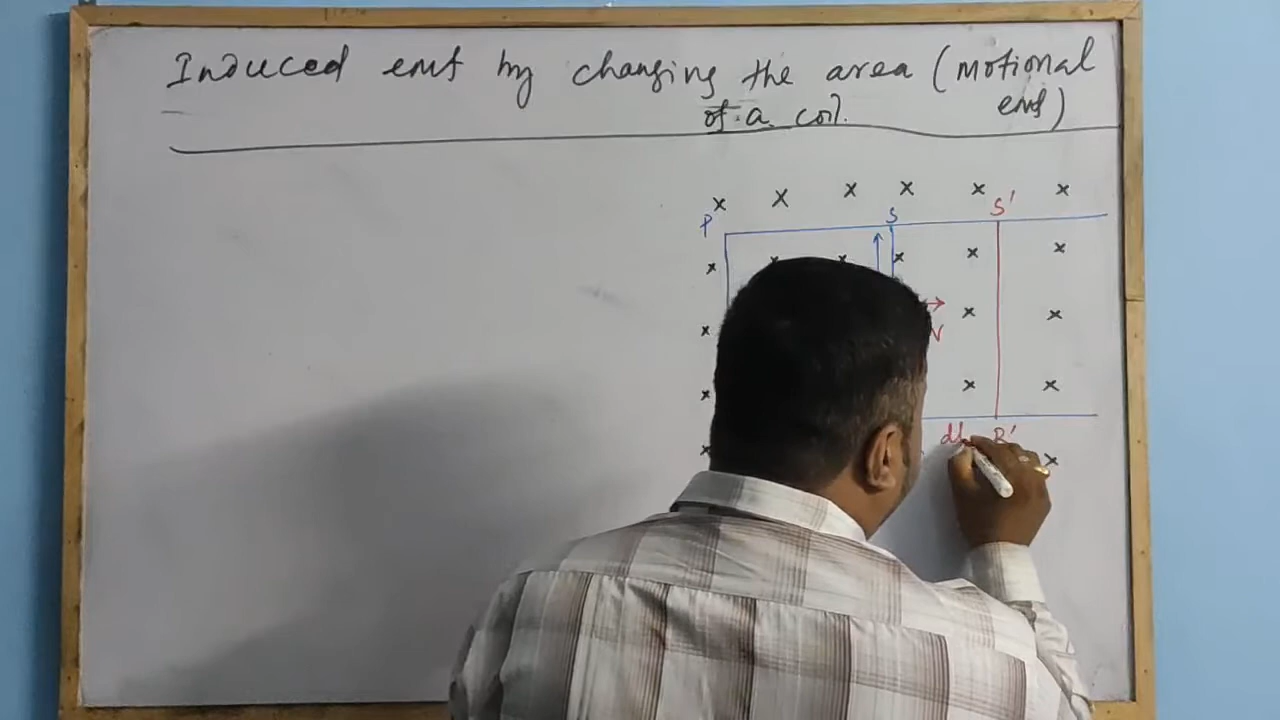 Induced emf by changing the area (motional
of a coil. emf)
S'
P S
V
dl R'